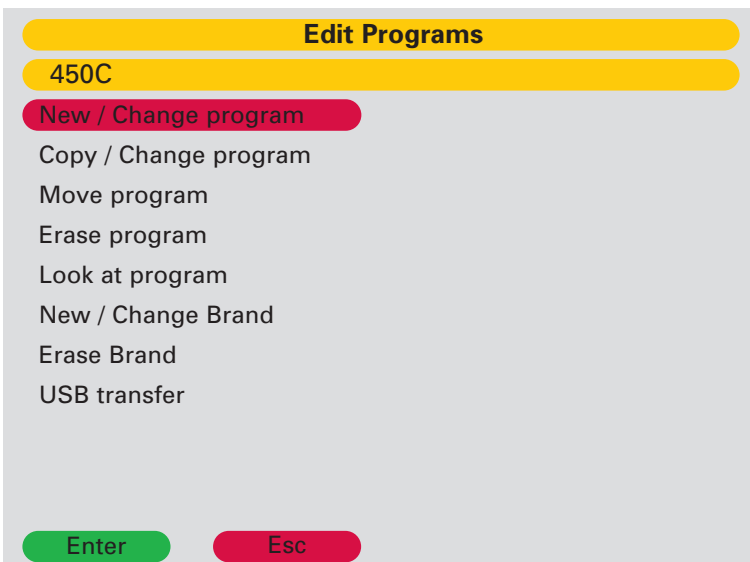 Edit Programs
450C
New / Change program
Copy / Change program
Move program
Erase program
Look at program
New / Change Brand
Erase Brand
USB transfer
Enter Esc